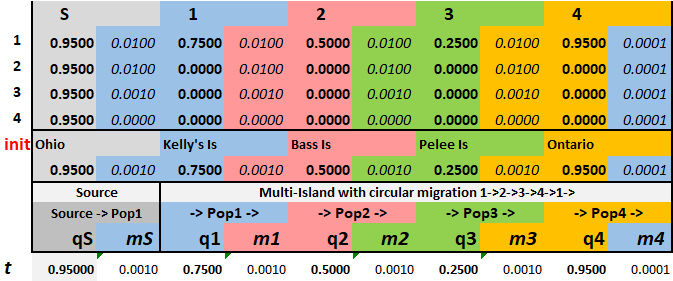 S 1 2 3 4
1 0.9500 0.0100 0.7500 0.0100 0.5000 0.0100 0.2500 0.0100 0.9500 0.0001
2 0.9500 0.0100 0.0000 0.0100 0.0000 0.0100 0.0000 0.0100 0.0000 0.0001
3 0.9500 0.0010 0.0000 0.0010 0.0000 0.0010 0.0000 0.0010 0.0000 0.0001
4 0.9500 0.0000 0.0000 0.0000 0.0000 0.0000 0.0000 0.0000 0.0000 0.0001
init Ohio Kelly's Is Bass Is Pelee Is Ontario
0.9500 0.0010 0.7500 0.0010 0.5000 0.0010 0.2500 0.0010 0.9500 0.0001
Source Multi-Island with circular migration 1->2->3->4->1->
Source -> Pop1 -> Pop1 -> -> Pop2 -> -> Pop3 -> -> Pop4 ->
qS mS q1 m1 q2 m2 q3 m3 q4 m4
t 0.95000 0.0010 0.7500 0.0010 0.5000 0.0010 0.2500 0.0010 0.9500 0.0001